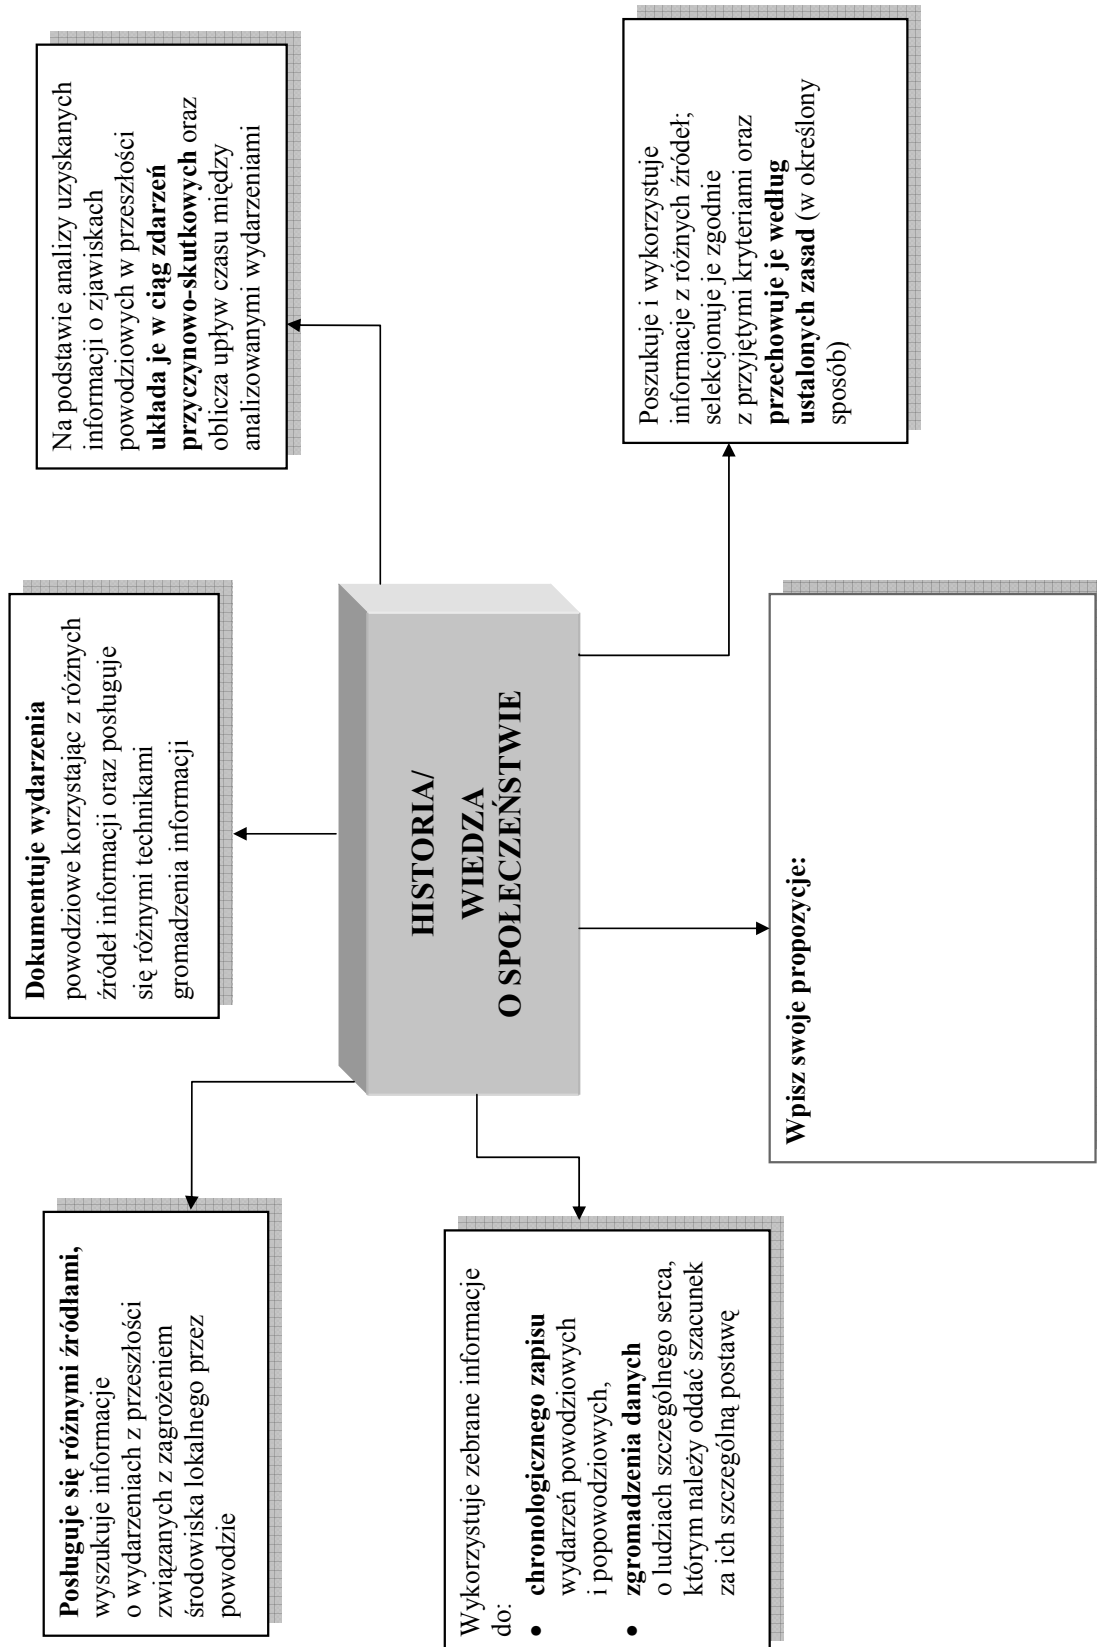 Posługuje się różnymi źródłami,
wyszukuje informacje
o wydarzeniach z przeszłości
związanych z zagrożeniem
środowiska lokalnego przez
powodzie
Dokumentuje wydarzenia
powodziowe korzystając z różnych
źródeł informacji oraz posługuje
się różnymi technikami
gromadzenia informacji
Na podstawie analizy uzyskanych
informacji o zjawiskach
powodziowych w przeszłości
układa je w ciąg zdarzeń
przyczynowo-skutkowych oraz
oblicza upływ czasu między
analizowanymi wydarzeniami
HISTORIA/
WIEDZA
O SPOŁECZEŃSTWIE
Wykorzystuje zebrane informacje
do:
• chronologicznego zapisu
wydarzeń powodziowych
i popowodziowych,
• zgromadzenia danych
o ludziach szczególnego serca,
którym należy oddać szacunek
za ich szczególną postawę
Wpisz swoje propozycje:
Poszukuje i wykorzystuje
informacje z różnych źródeł;
selekcjonuje je zgodnie
z przyjętymi kryteriami oraz
przechowuje je według
ustalonych zasad (w określony
sposób)